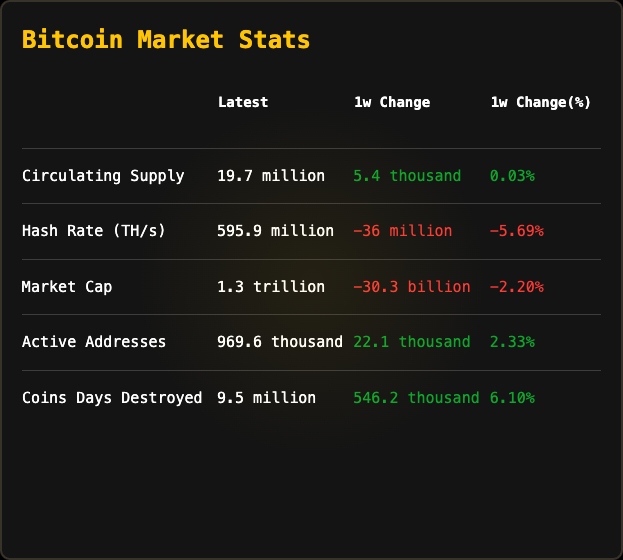 Bitcoin Market Stats
Latest 1w Change 1w Change(%)
Circulating Supply 19.7 million 5.4 thousand 0.03%
Hash Rate (TH/s) 595.9 million −36 million −5.69%
Market Cap 1.3 trillion −30.3 billion −2.20%
Active Addresses 969.6 thousand 22.1 thousand 2.33%
Coins Days Destroyed 9.5 million 546.2 thousand 6.10%